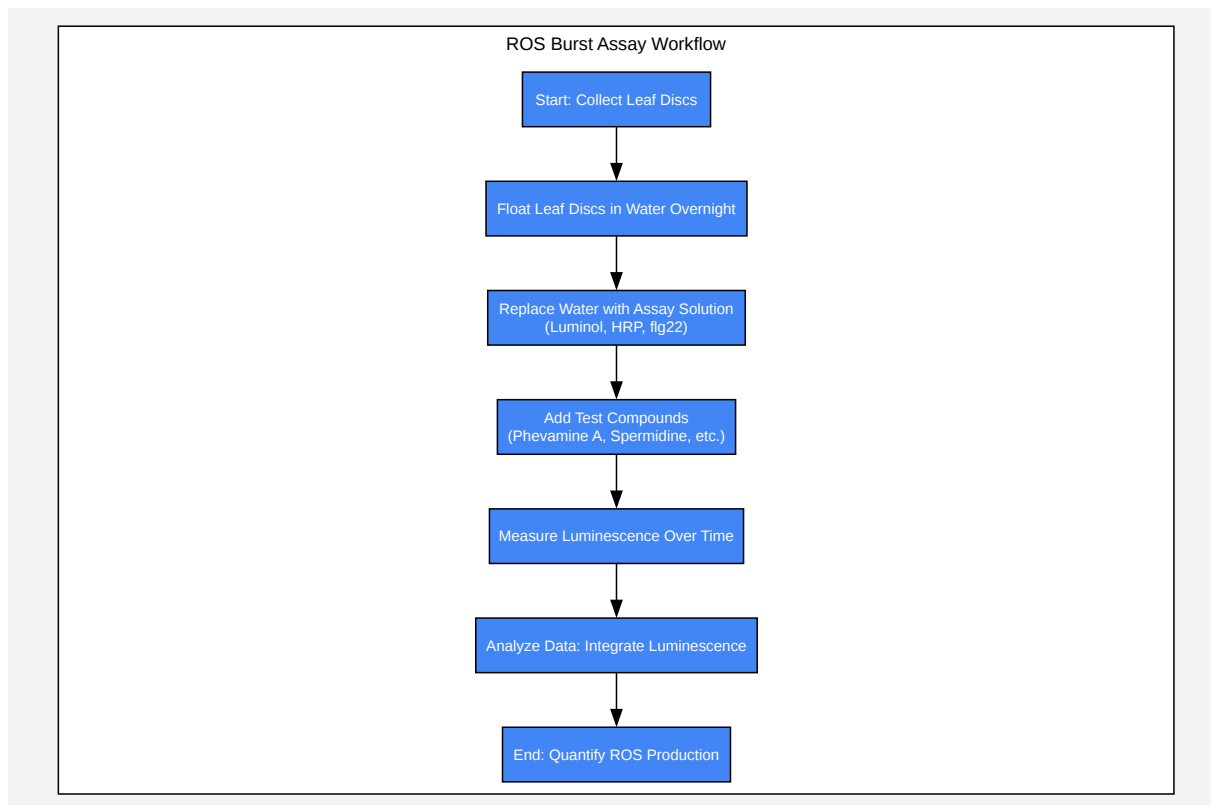 ROS Burst Assay Workflow
Start: Collect Leaf Discs
Float Leaf Discs in Water Overnight
Replace Water with Assay Solution
(Luminol, HRP, flg22)
Add Test Compounds
(Phevamine A, Spermidine, etc.)
Measure Luminescence Over Time
Analyze Data: Integrate Luminescence
End: Quantify ROS Production